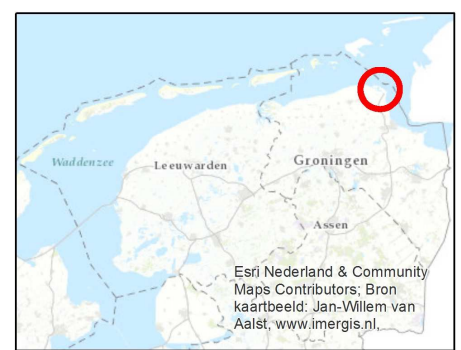 Waddenzee
Leeuwarden
Groningen
Assen
Esri Nederland & Community
Maps Contributors; Bron
kaartbeeld: Jan-Willem van
Aalst, www.imergis.nl,